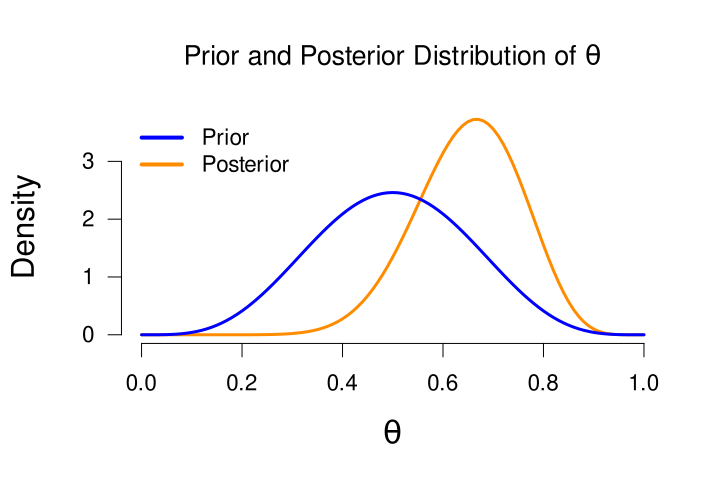 Prior and Posterior Distribution of θ
Prior
Posterior
Density
3
2
1
0
0.0 0.2 0.4 0.6 0.8 1.0
θ